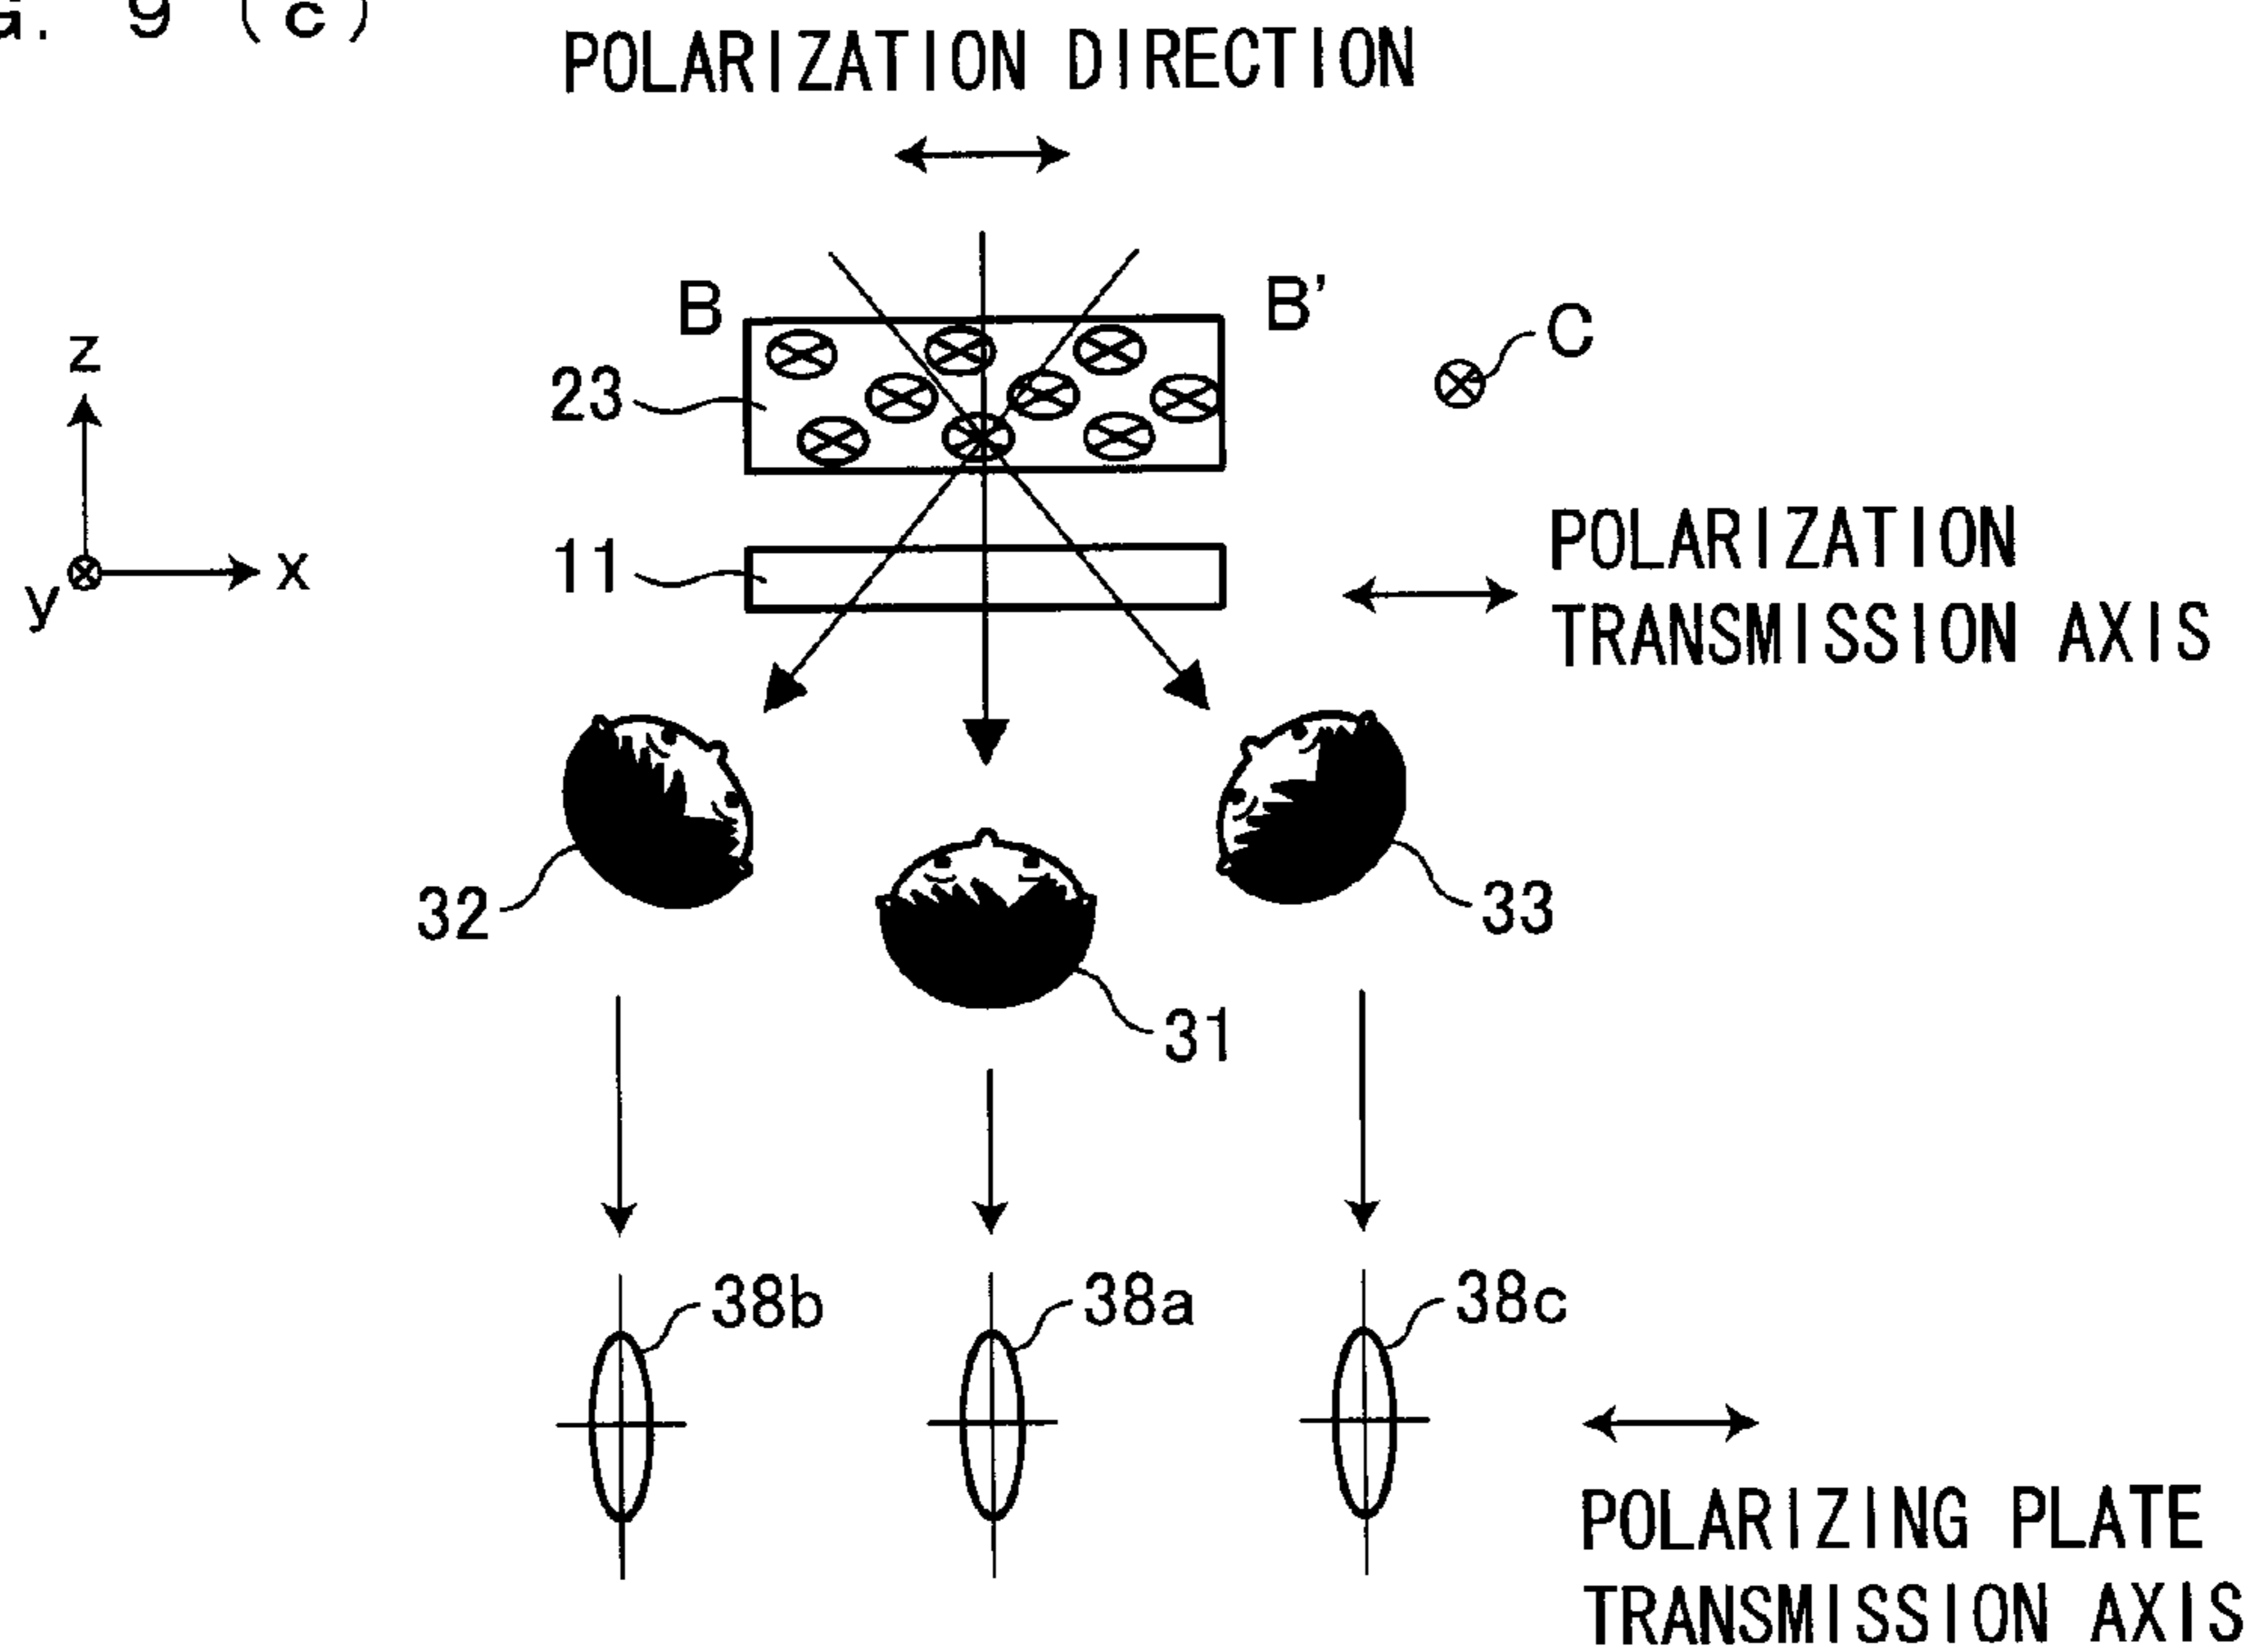 G. 9 (c)
POLARIZATION DIRECTION
B
B'
C
z
23
11
x
y
POLARIZATION
TRANSMISSION AXIS
32
33
31
38b
38a
38c
POLARIZING PLATE
TRANSMISSION AXIS